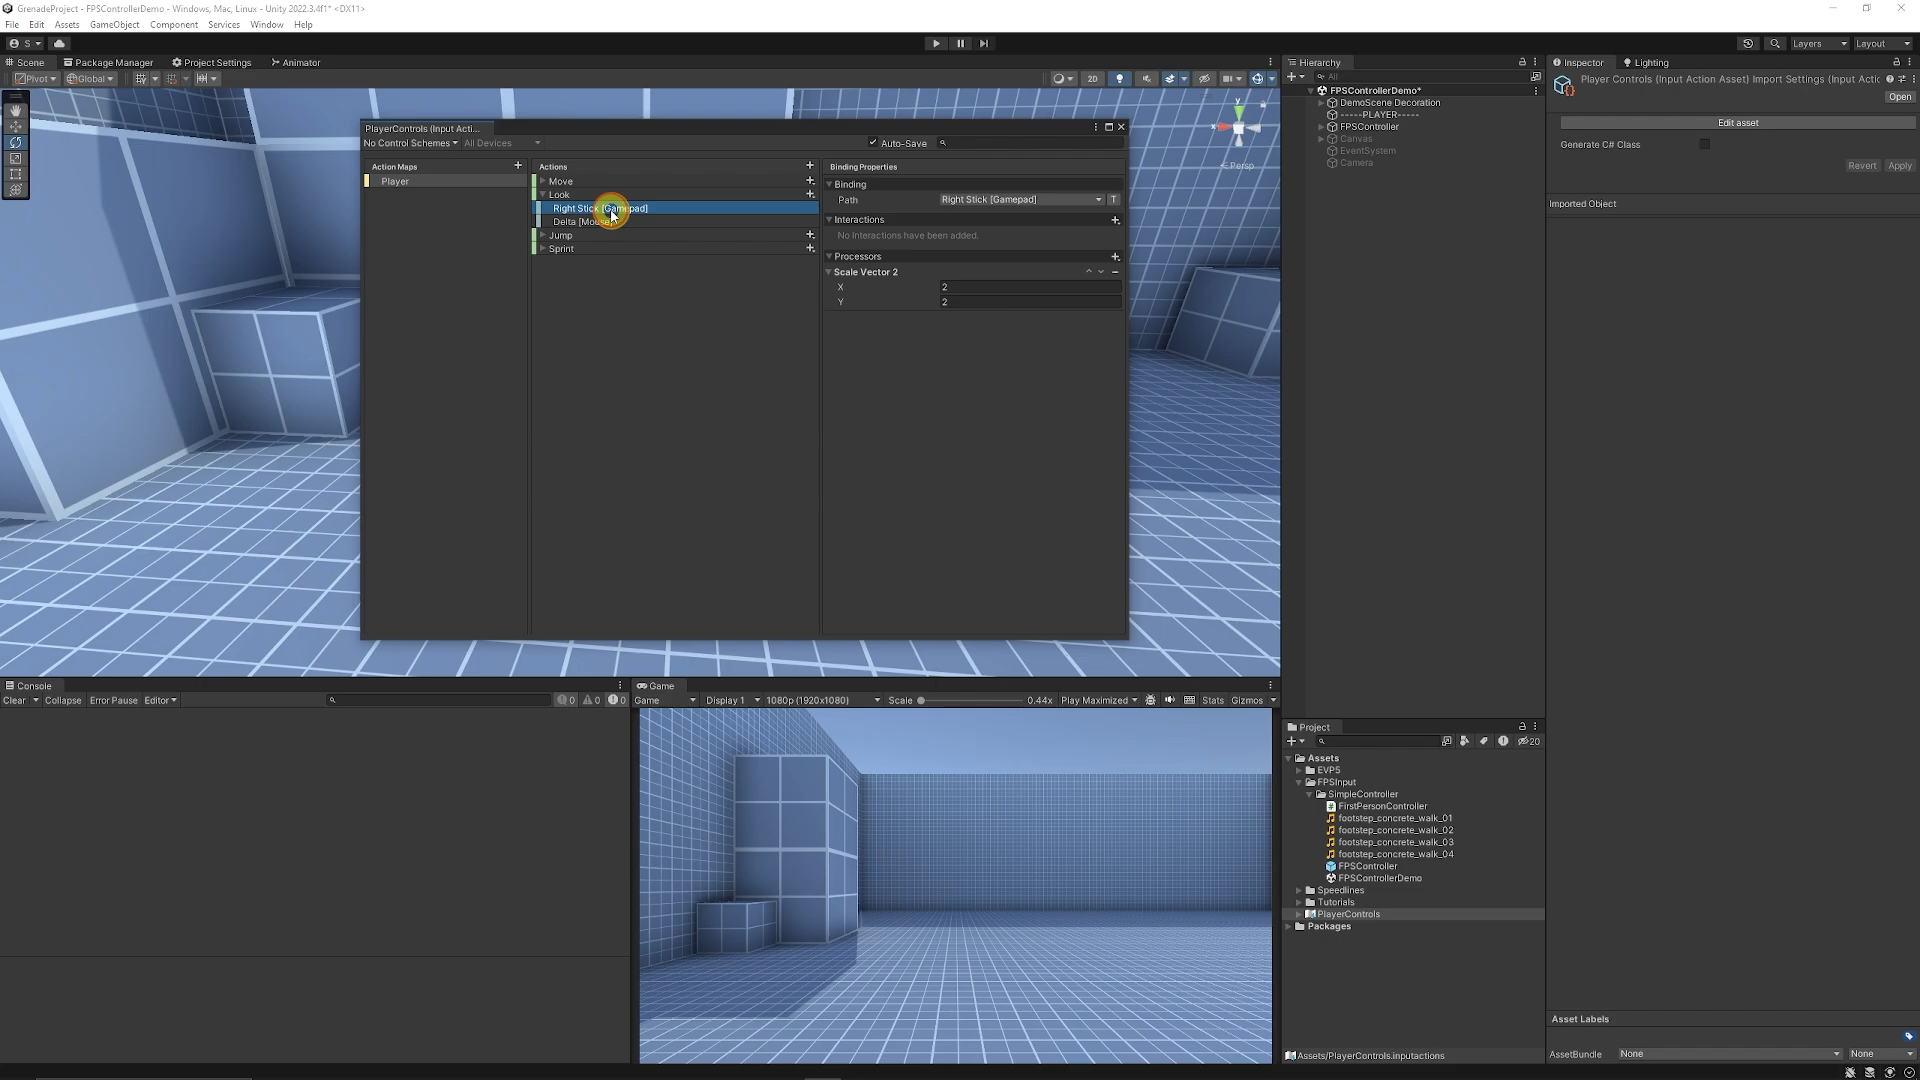 GrenadeProject - FPSControllerDemo - Windows, Mac, Linux - Unity 2022.3.4f1* <DX11>
File Edit Assets GameObject Component Services Window Help
S Layers Layout
Scene Package Manager Project Settings Animator
Pivot Global 2D
y
x
Persp
PlayerControls (Input Acti...
No Control Schemes All Devices Auto-Save
Action Maps Actions Binding Properties
Player
Move
Look
Right Stick [Gamepad]
Delta [Mouse]
Jump
Sprint
Binding
Path Right Stick [Gamepad] T
Interactions
No Interactions have been added.
Processors
Scale Vector 2
X 2
Y 2
Hierarchy
All
FPSControllerDemo*
DemoScene Decoration
-----PLAYER-----
FPSController
Canvas
EventSystem
Camera
Inspector Lighting
Player Controls (Input Action Asset) Import Settings (Input Actic
Open
Edit asset
Generate C# Class
Revert Apply
Imported Object
Console
Clear Collapse Error Pause Editor 0 0 0
Game
Game Display 1 1080p (1920x1080) Scale 0.44x Play Maximized Stats Gizmos
Project
20
Assets
EVP5
FPSInput
SimpleController
FirstPersonController
footstep_concrete_walk_01
footstep_concrete_walk_02
footstep_concrete_walk_03
footstep_concrete_walk_04
FPSController
FPSControllerDemo
Speedlines
Tutorials
PlayerControls
Packages
Assets/PlayerControls.inputactions
Asset Labels
AssetBundle None None